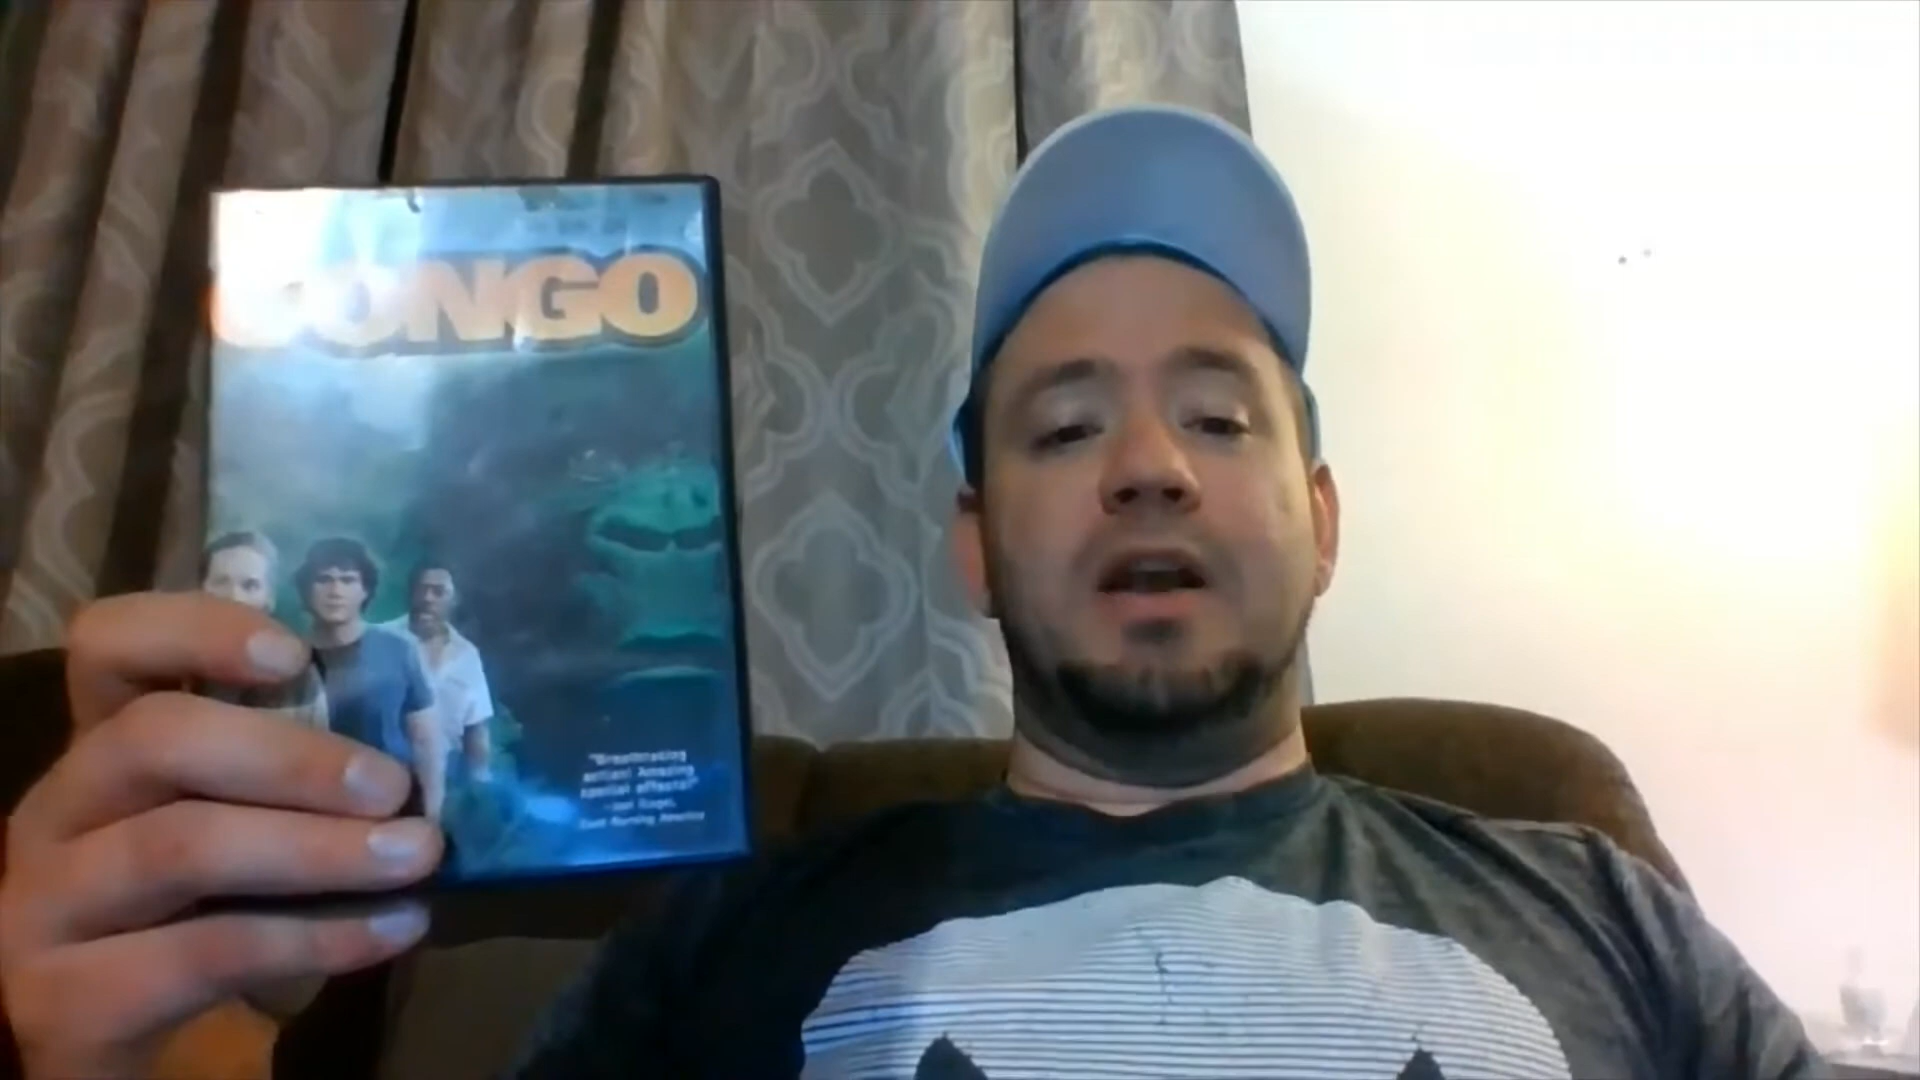 CONGO
"Breathtaking
action! Amazing
special effects!"
-Joel Siegel,
Good Morning America